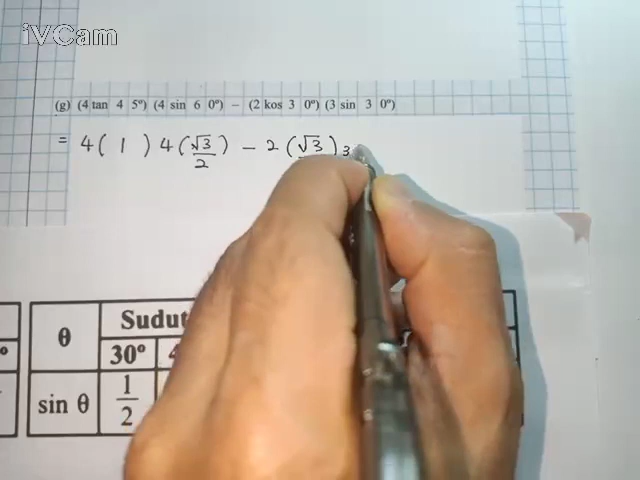 iVCam
(g) (4 tan 4 5º) (4 sin 6 0º) − (2 kos 3 0º) (3 sin 3 0º)
= 4 ( 1 ) 4 (√3/2) − 2 (√3 ) 3
θ Sudut
º 30º
sin θ 1/2